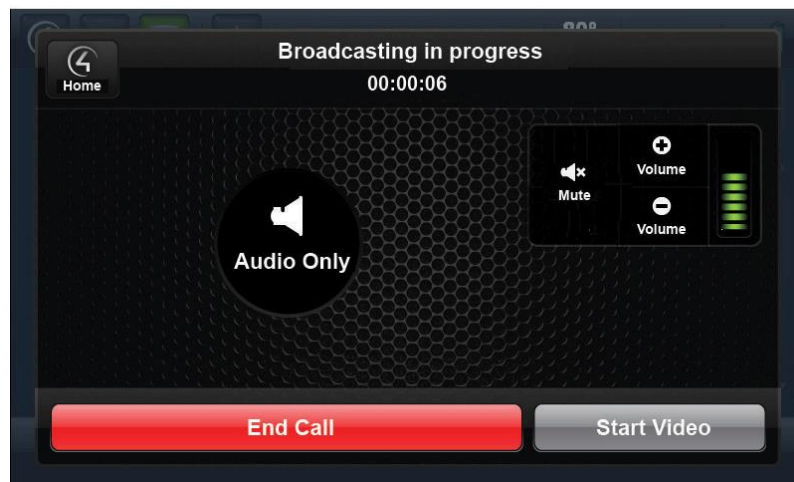 Broadcasting in progress
00:00:06
Home
Audio Only
Mute
Volume
Volume
End Call
Start Video